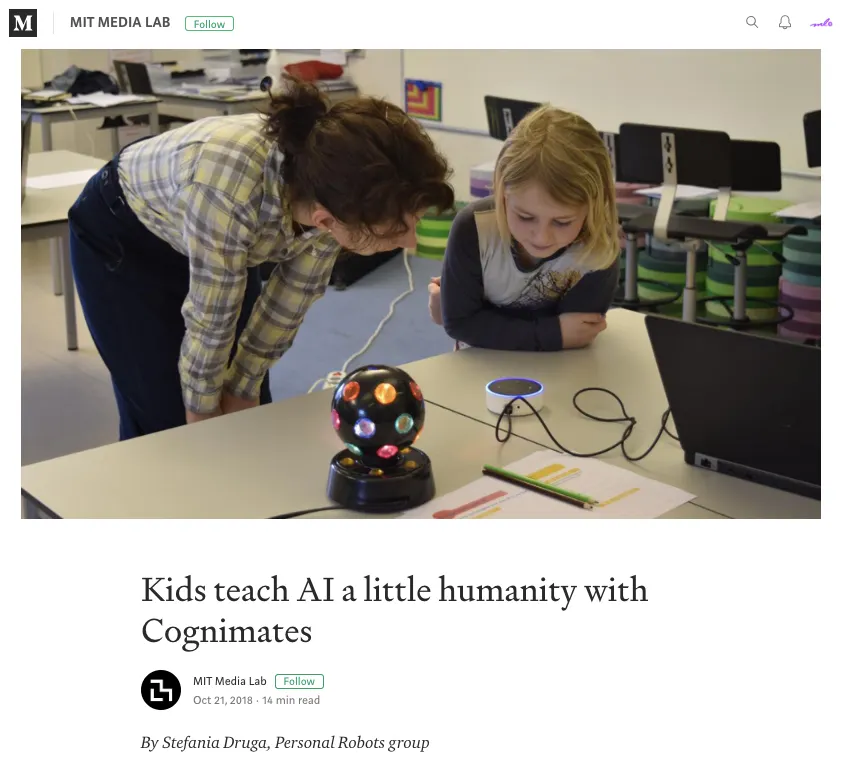 M
MIT MEDIA LAB Follow
Kids teach AI a little humanity with
Cognimates
MIT Media Lab Follow
Oct 21, 2018 · 14 min read
By Stefania Druga, Personal Robots group